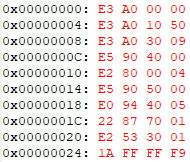 0x00000000: E3 A0 00 00
0x00000004: E3 A0 10 50
0x00000008: E3 A0 30 09
0x0000000C: E5 90 40 00
0x00000010: E2 80 00 04
0x00000014: E5 90 50 00
0x00000018: E0 94 40 05
0x0000001C: 22 87 70 01
0x00000020: E2 53 30 01
0x00000024: 1A FF FF F9